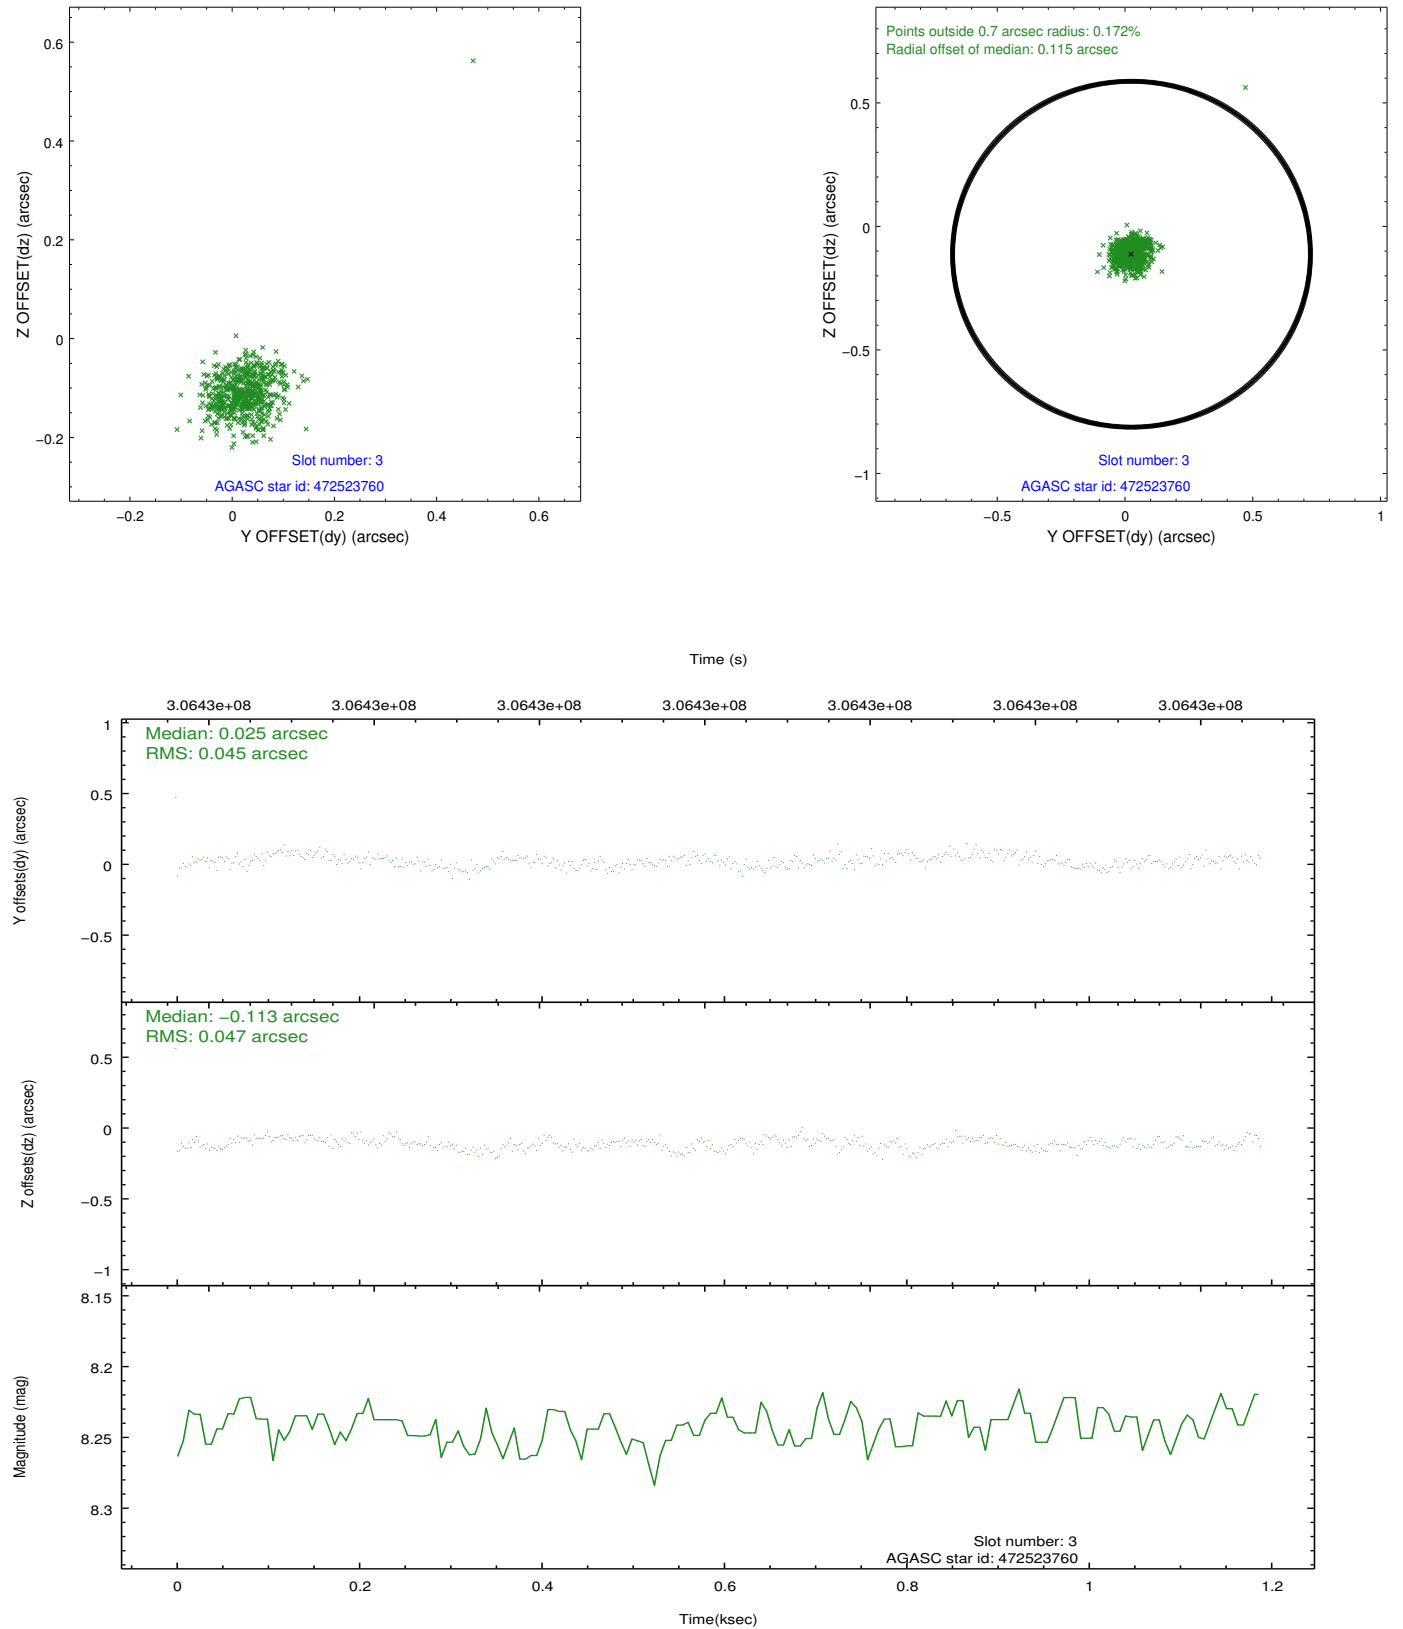 0.6
0.4
0.2
0
−0.2
Z OFFSET(dz) (arcsec)
Slot number: 3
AGASC star id: 472523760
−0.2 0 0.2 0.4 0.6
Y OFFSET(dy) (arcsec)
Points outside 0.7 arcsec radius: 0.172%
Radial offset of median: 0.115 arcsec
0.5
0
−0.5
−1
Z OFFSET(dz) (arcsec)
Slot number: 3
AGASC star id: 472523760
−0.5 0 0.5 1
Y OFFSET(dy) (arcsec)
Time (s)
3.0643e+08 3.0643e+08 3.0643e+08 3.0643e+08 3.0643e+08 3.0643e+08 3.0643e+08
Median: 0.025 arcsec
RMS: 0.045 arcsec
1
0.5
0
−0.5
Y offsets(dy) (arcsec)
Median: −0.113 arcsec
RMS: 0.047 arcsec
0.5
0
−0.5
−1
Z offsets(dz) (arcsec)
8.15
8.2
8.25
8.3
Magnitude (mag)
Slot number: 3
AGASC star id: 472523760
0 0.2 0.4 0.6 0.8 1 1.2
Time(ksec)